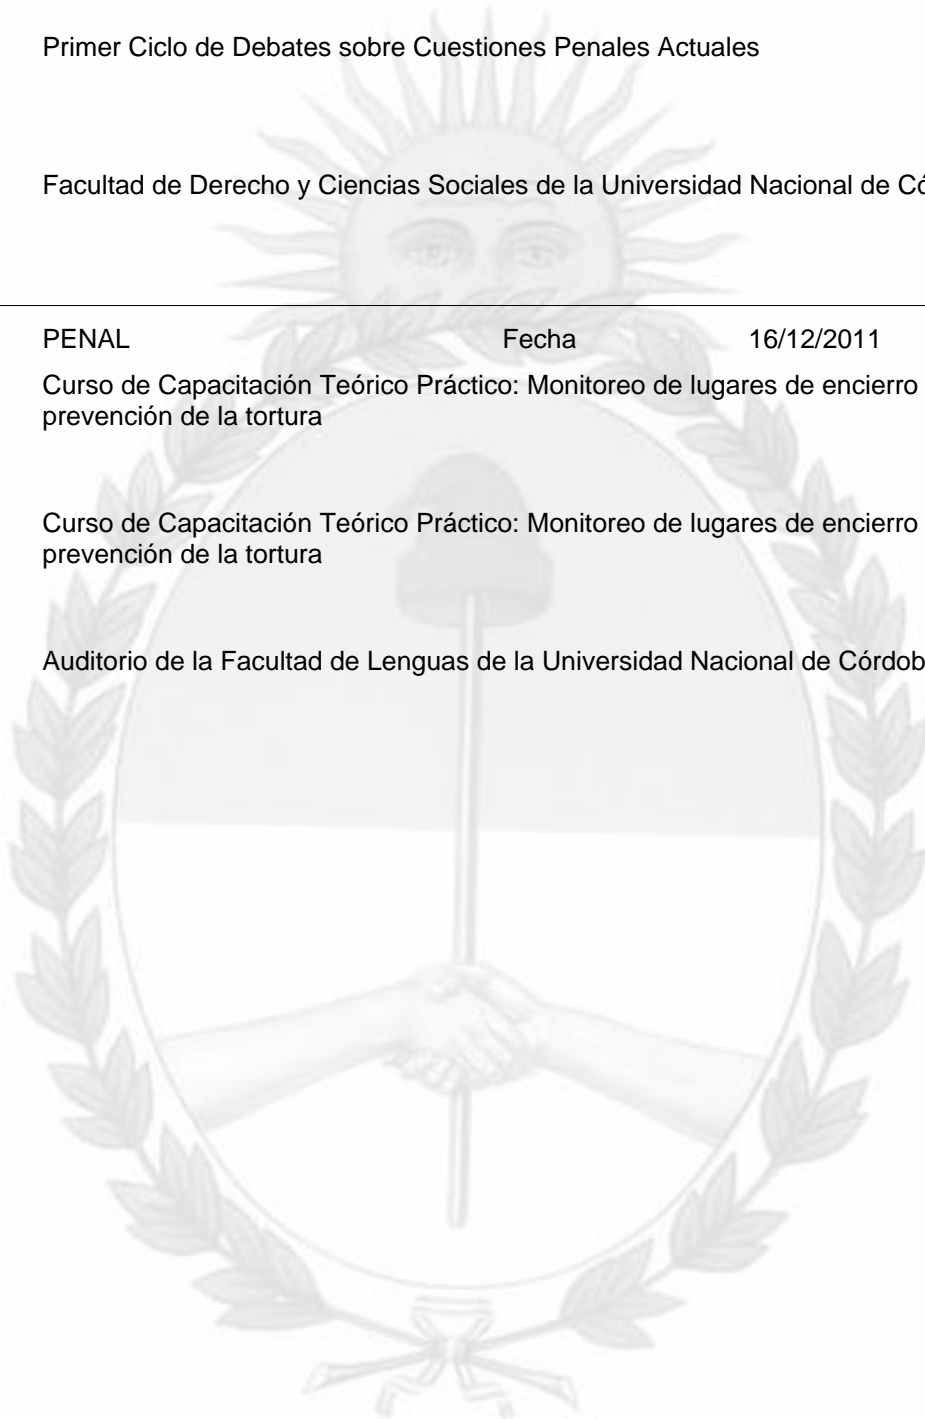 Primer Ciclo de Debates sobre Cuestiones Penales Actuales
Facultad de Derecho y Ciencias Sociales de la Universidad Nacional de Có
PENAL Fecha 16/12/2011
Curso de Capacitación Teórico Práctico: Monitoreo de lugares de encierro
prevención de la tortura
Curso de Capacitación Teórico Práctico: Monitoreo de lugares de encierro
prevención de la tortura
Auditorio de la Facultad de Lenguas de la Universidad Nacional de Córdob